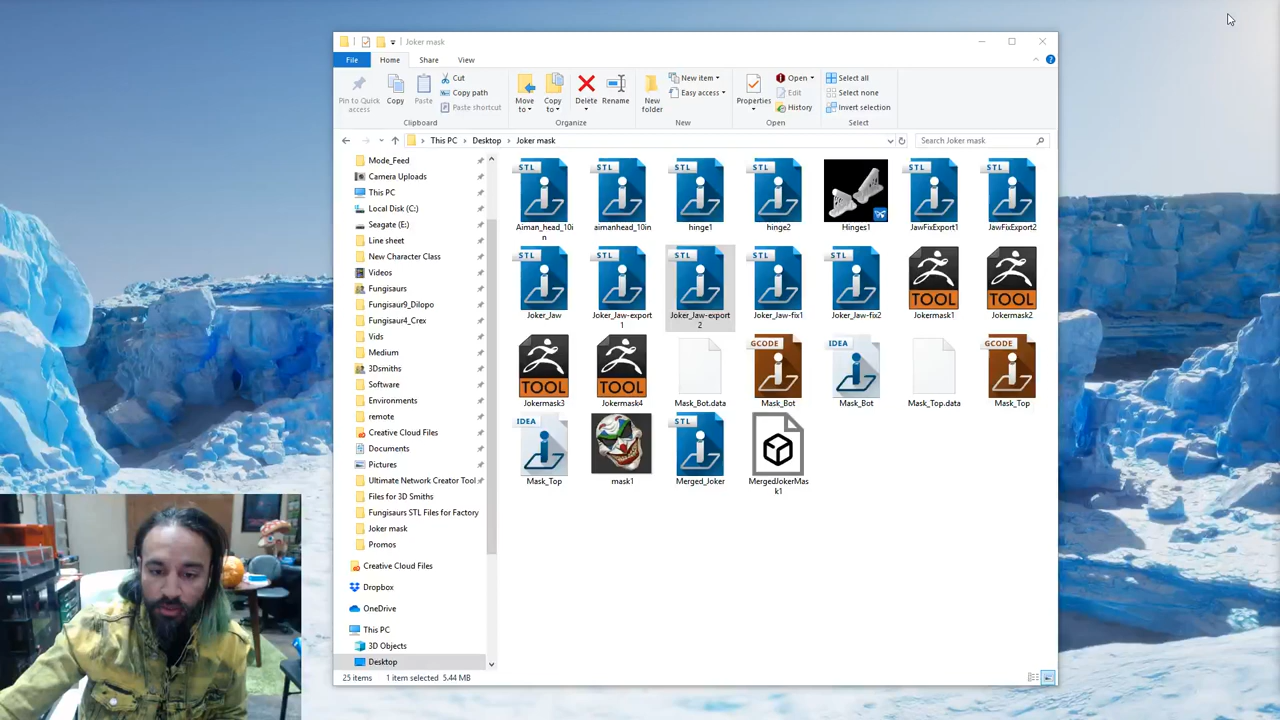 Joker mask
File Home Share View
Pin to Quick access
Copy
Paste
Cut
Copy path
Paste shortcut
Clipboard
Move to
Copy to
Delete
Rename
Organize
New folder
New item
Easy access
New
Properties
Open
Edit
History
Open
Select all
Select none
Invert selection
Select
This PC > Desktop > Joker mask
Search Joker mask
Mode_Feed
Camera Uploads
This PC
Local Disk (C:)
Seagate (E:)
Line sheet
New Character Class
Videos
Fungisaurs
Fungisaur9_Dilopo
Fungisaur4_Crex
Vids
Medium
3Dsmiths
Software
Environments
remote
Creative Cloud Files
Documents
Pictures
Ultimate Network Creator Tool
Files for 3D Smiths
Fungisaurs STL Files for Factory
Joker mask
Promos
Creative Cloud Files
Dropbox
OneDrive
This PC
3D Objects
Desktop
STL STL STL STL STL STL
Aiman_head_10in
aimanhead_10in
hinge1
hinge2
Hinges1
JawFixExport1
JawFixExport2
STL STL STL STL STL TOOL TOOL
Joker_Jaw
Joker_Jaw-export1
Joker_Jaw-export2
Joker_Jaw-fix1
Joker_Jaw-fix2
Jokermask1
Jokermask2
TOOL TOOL GCODE IDEA GCODE
Jokermask3
Jokermask4
Mask_Bot.data
Mask_Bot
Mask_Bot
Mask_Top.data
Mask_Top
IDEA STL
Mask_Top
mask1
Merged_Joker
MergedJokerMask1
25 items 1 item selected 5.44 MB